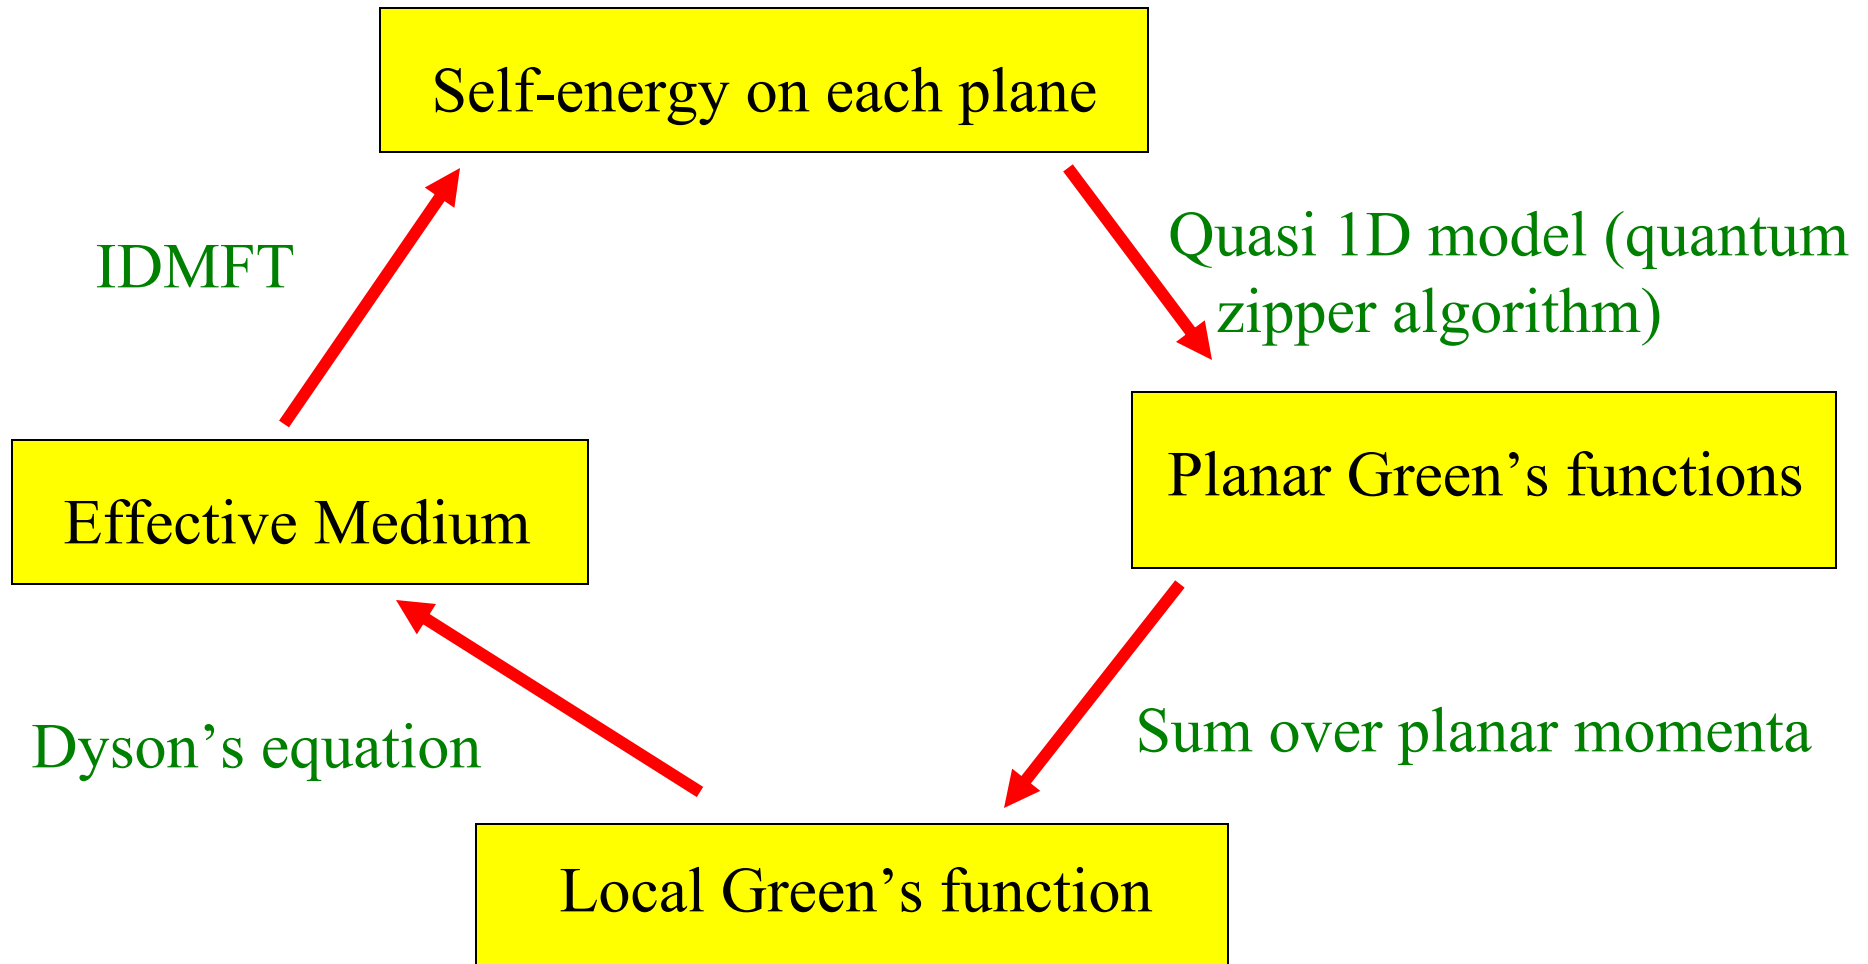 Self-energy on each plane
IDMFT
Quasi 1D model (quantum
zipper algorithm)
Planar Green’s functions
Effective Medium
Dyson’s equation
Sum over planar momenta
Local Green’s function